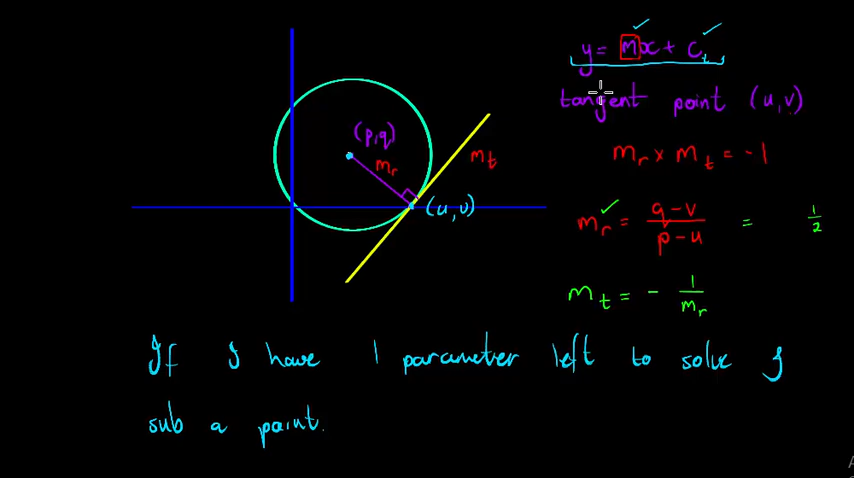 y = mx + c_t
tangent point (u,v)
(p,q)
m_r
m_t
(u,v)
m_r × m_t = -1
m_r = q-v / p-u = 1/2
m_t = - 1/m_r
If I have 1 parameter left to solve I
sub a point.
A